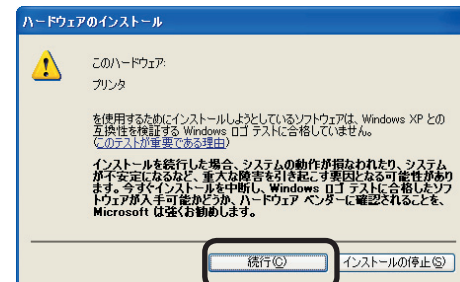 ハードウェアのインストール
このハードウェア:
プリンタ
を使用するためにインストールしようとしているソフトウェアは、Windows XP との
互換性を検証する Windows ロゴ テストに合格していません。
(このテストが重要である理由)
インストールを続行した場合、システムの動作が損なわれたり、システム
が不安定になるなど、重大な障害を引き起こす要因となる可能性があり
ます。今すぐインストールを中断し、Windows ロゴ テストに合格したソフ
トウェアが入手可能かどうか、ハードウェア ベンダーに確認されることを、
Microsoft は強くお勧めします。
続行(C)
インストールの停止(S)